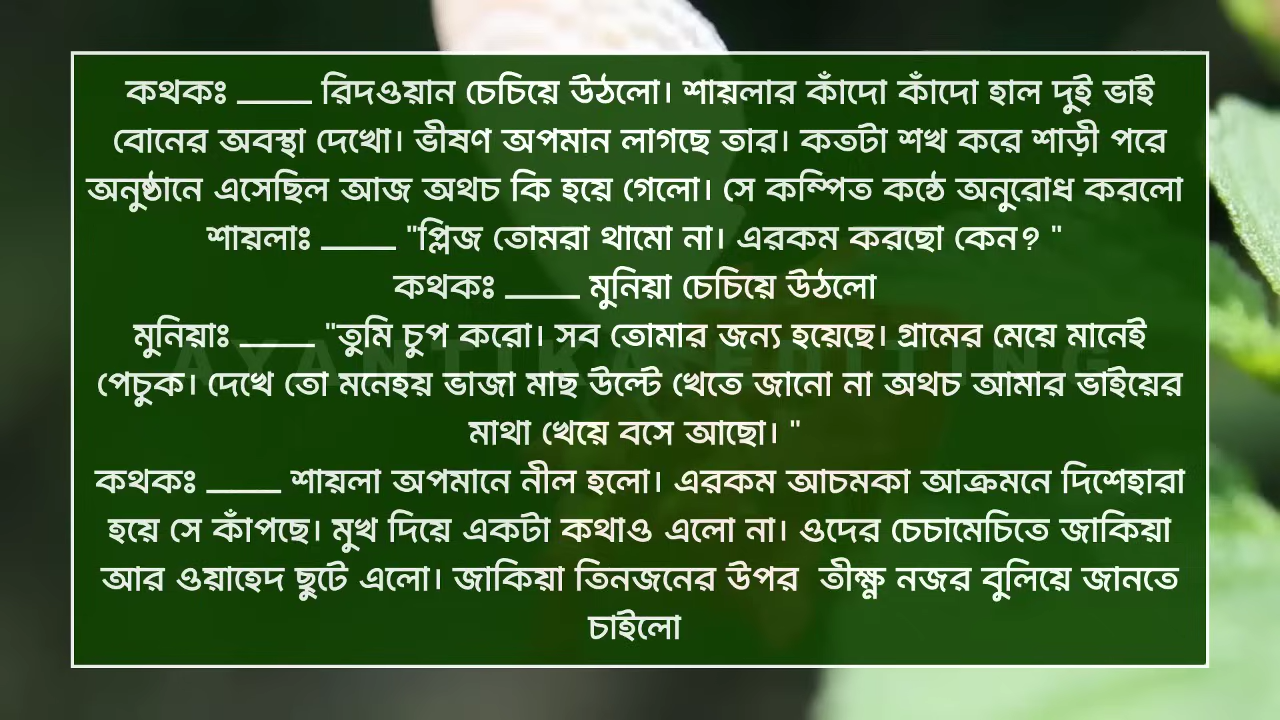 কথকঃ ____ রিদওয়ান চেচিয়ে উঠলো। শায়লার কাঁদো কাঁদো হাল দুই ভাই
বোনের অবস্থা দেখো। ভীষণ অপমান লাগছে তার। কতটা শখ করে শাড়ী পরে
অনুষ্ঠানে এসেছিল আজ অথচ কি হয়ে গেলো। সে কম্পিত কন্ঠে অনুরোধ করলো
শায়লাঃ ____ "প্লিজ তোমরা থামো না। এরকম করছো কেন? "
কথকঃ ____ মুনিয়া চেচিয়ে উঠলো
মুনিয়াঃ ____ "তুমি চুপ করো। সব তোমার জন্য হয়েছে। গ্রামের মেয়ে মানেই
পেচুক। দেখে তো মনেহয় ভাজা মাছ উল্টে খেতে জানো না অথচ আমার ভাইয়ের
মাথা খেয়ে বসে আছো। "
কথকঃ ____ শায়লা অপমানে নীল হলো। এরকম আচমকা আক্রমনে দিশেহারা
হয়ে সে কাঁপছে। মুখ দিয়ে একটা কথাও এলো না। ওদের চেচামেচিতে জাকিয়া
আর ওয়াহেদ ছুটে এলো। জাকিয়া তিনজনের উপর তীক্ষ্ণ নজর বুলিয়ে জানতে
চাইলো
AYANTIKA EDITING